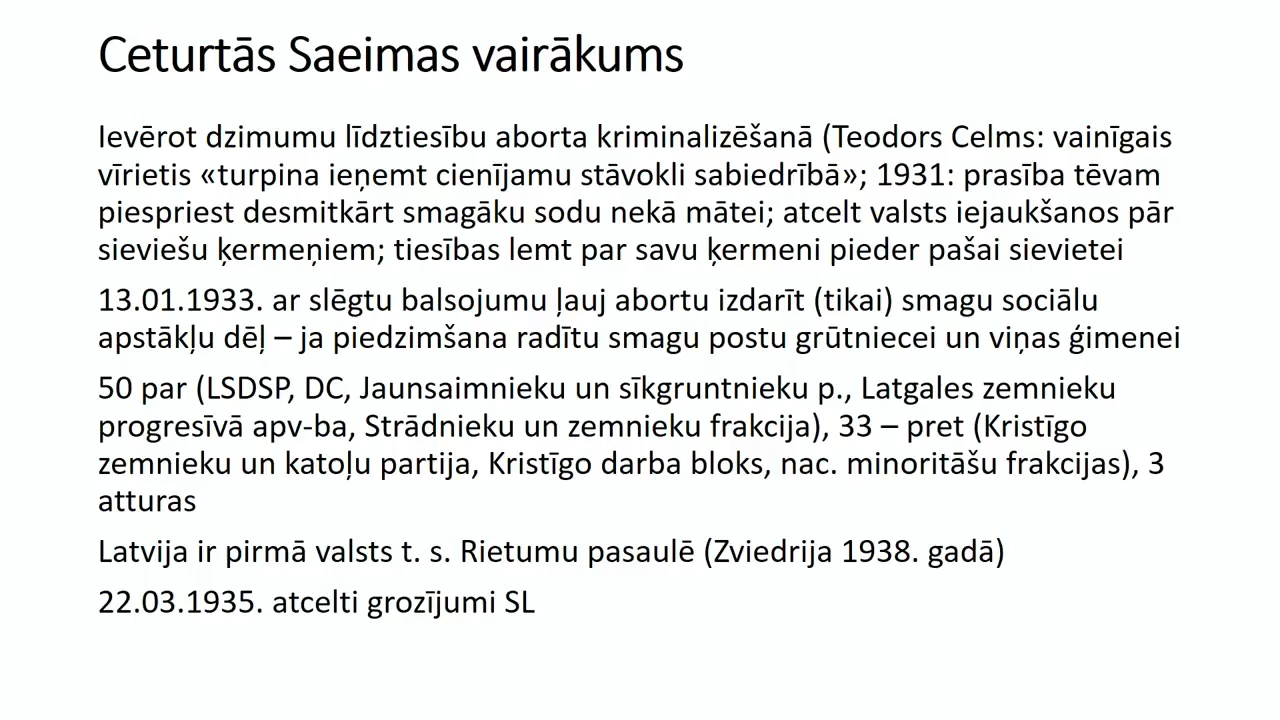 Ceturtās Saeimas vairākums
Ievērot dzimumu līdztiesību aborta kriminalizēšanā (Teodors Celms: vainīgais
vīrietis «turpina ieņemt cienījamu stāvokli sabiedrībā»; 1931: prasība tēvam
piespriest desmitkārt smagāku sodu nekā mātei; atcelt valsts iejaukšanos pār
sieviešu ķermeņiem; tiesības lemt par savu ķermeni pieder pašai sievietei
13.01.1933. ar slēgtu balsojumu ļauj abortu izdarīt (tikai) smagu sociālu
apstākļu dēļ – ja piedzimšana radītu smagu postu grūtniecei un viņas ģimenei
50 par (LSDSP, DC, Jaunsaimnieku un sīkgruntnieku p., Latgales zemnieku
progresīvā apv-ba, Strādnieku un zemnieku frakcija), 33 – pret (Kristīgo
zemnieku un katoļu partija, Kristīgo darba bloks, nac. minoritāšu frakcijas), 3
atturas
Latvija ir pirmā valsts t. s. Rietumu pasaulē (Zviedrija 1938. gadā)
22.03.1935. atcelti grozījumi SL